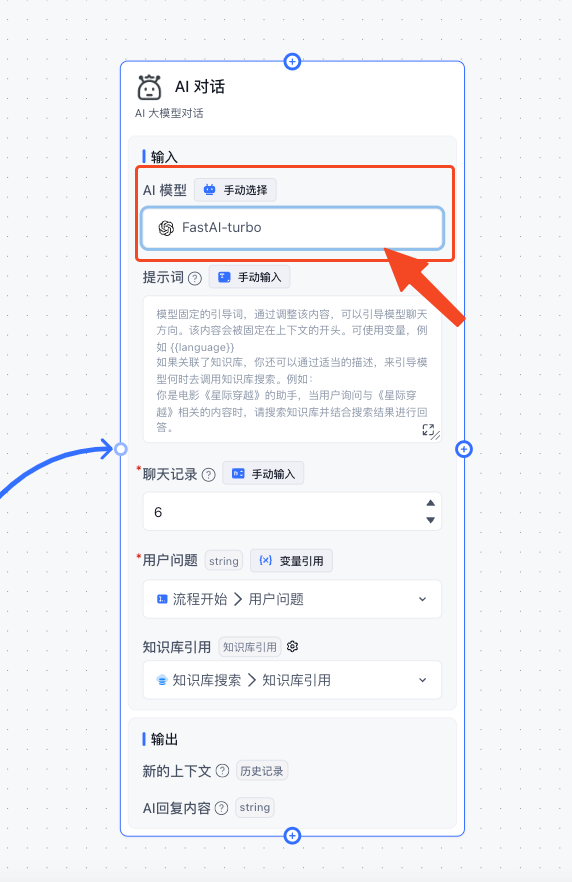 AI 对话
AI 大模型对话
输入
AI 模型 手动选择
FastAI-turbo
提示词 手动输入
模型固定的引导词，通过调整该内容，可以引导模型聊天
方向。该内容会被固定在上下文的开头。可使用变量，例
如 {{language}}
如果关联了知识库，你还可以通过适当的描述，来引导模
型何时去调用知识库搜索。例如：
你是电影《星际穿越》的助手，当用户询问与《星际穿
越》相关的内容时，请搜索知识库并结合搜索结果进行回
答。
*聊天记录 手动输入
6
*用户问题 string 变量引用
流程开始 > 用户问题
知识库引用 知识库引用
知识库搜索 > 知识库引用
输出
新的上下文 历史记录
AI回复内容 string